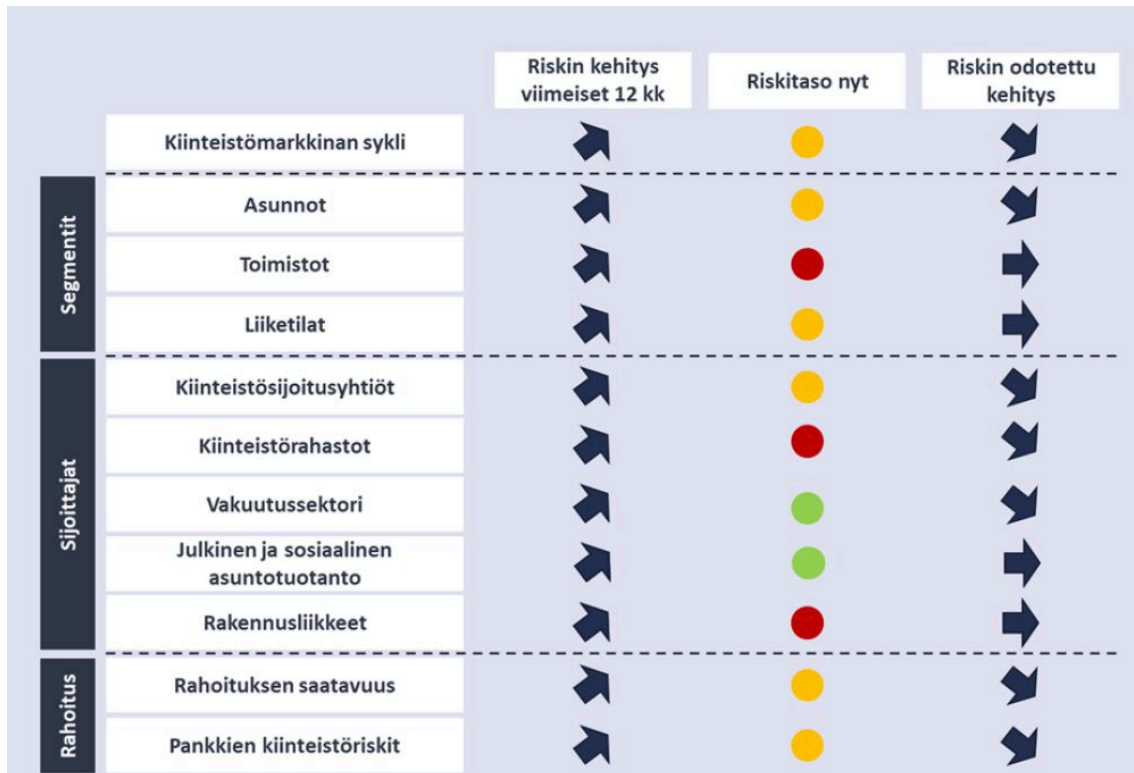 Riskin kehitys
viimeiset 12 kk
Riskitaso nyt
Riskin odotettu
kehitys
Kiinteistömarkkinan sykli
Segmentit
Asunnot
Toimistot
Liiketilat
Sijoittajat
Kiinteistösijoitusyhtiöt
Kiinteistörahastot
Vakuutussektori
Julkinen ja sosiaalinen
asuntotuotanto
Rakennusliikkeet
Rahoitus
Rahoituksen saatavuus
Pankkien kiinteistöriskit